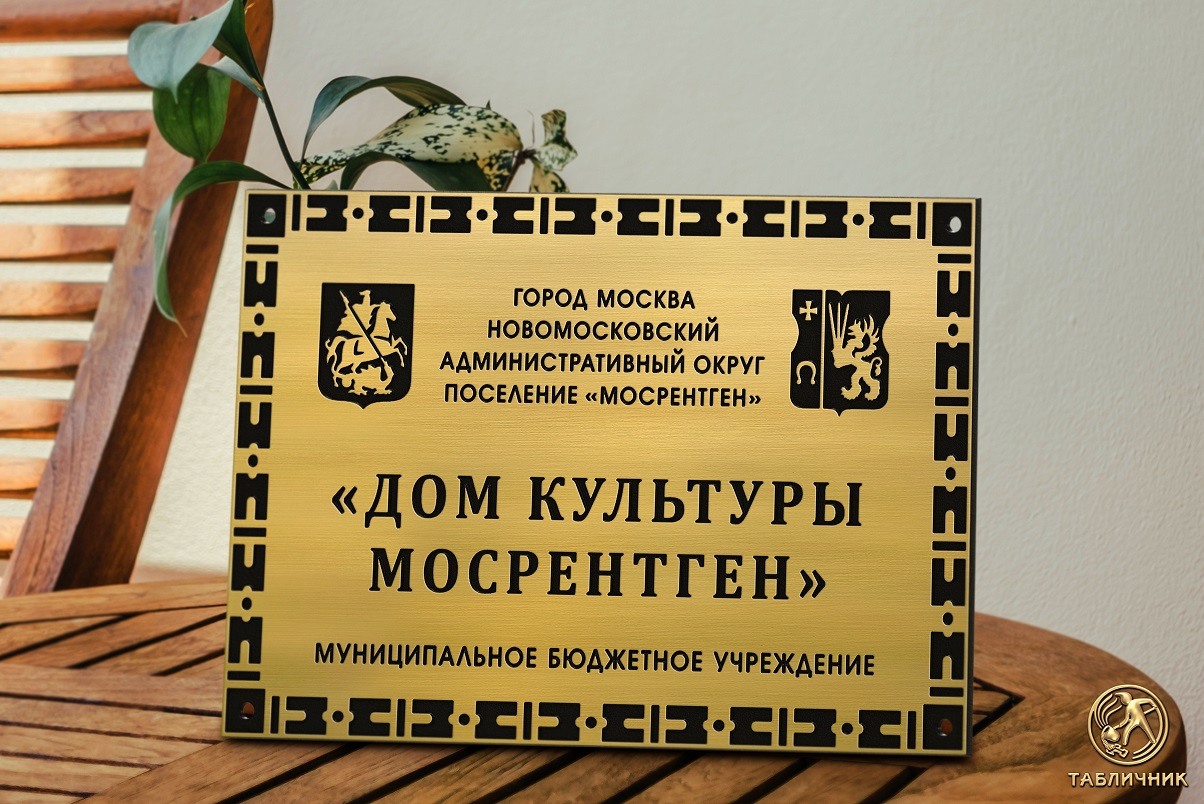 ГОРОД МОСКВА
НОВОМОСКОВСКИЙ
АДМИНИСТРАТИВНЫЙ ОКРУГ
ПОСЕЛЕНИЕ «МОСРЕНТГЕН»
«ДОМ КУЛЬТУРЫ
МОСРЕНТГЕН»
МУНИЦИПАЛЬНОЕ БЮДЖЕТНОЕ УЧРЕЖДЕНИЕ
ТАБЛИЧНИК